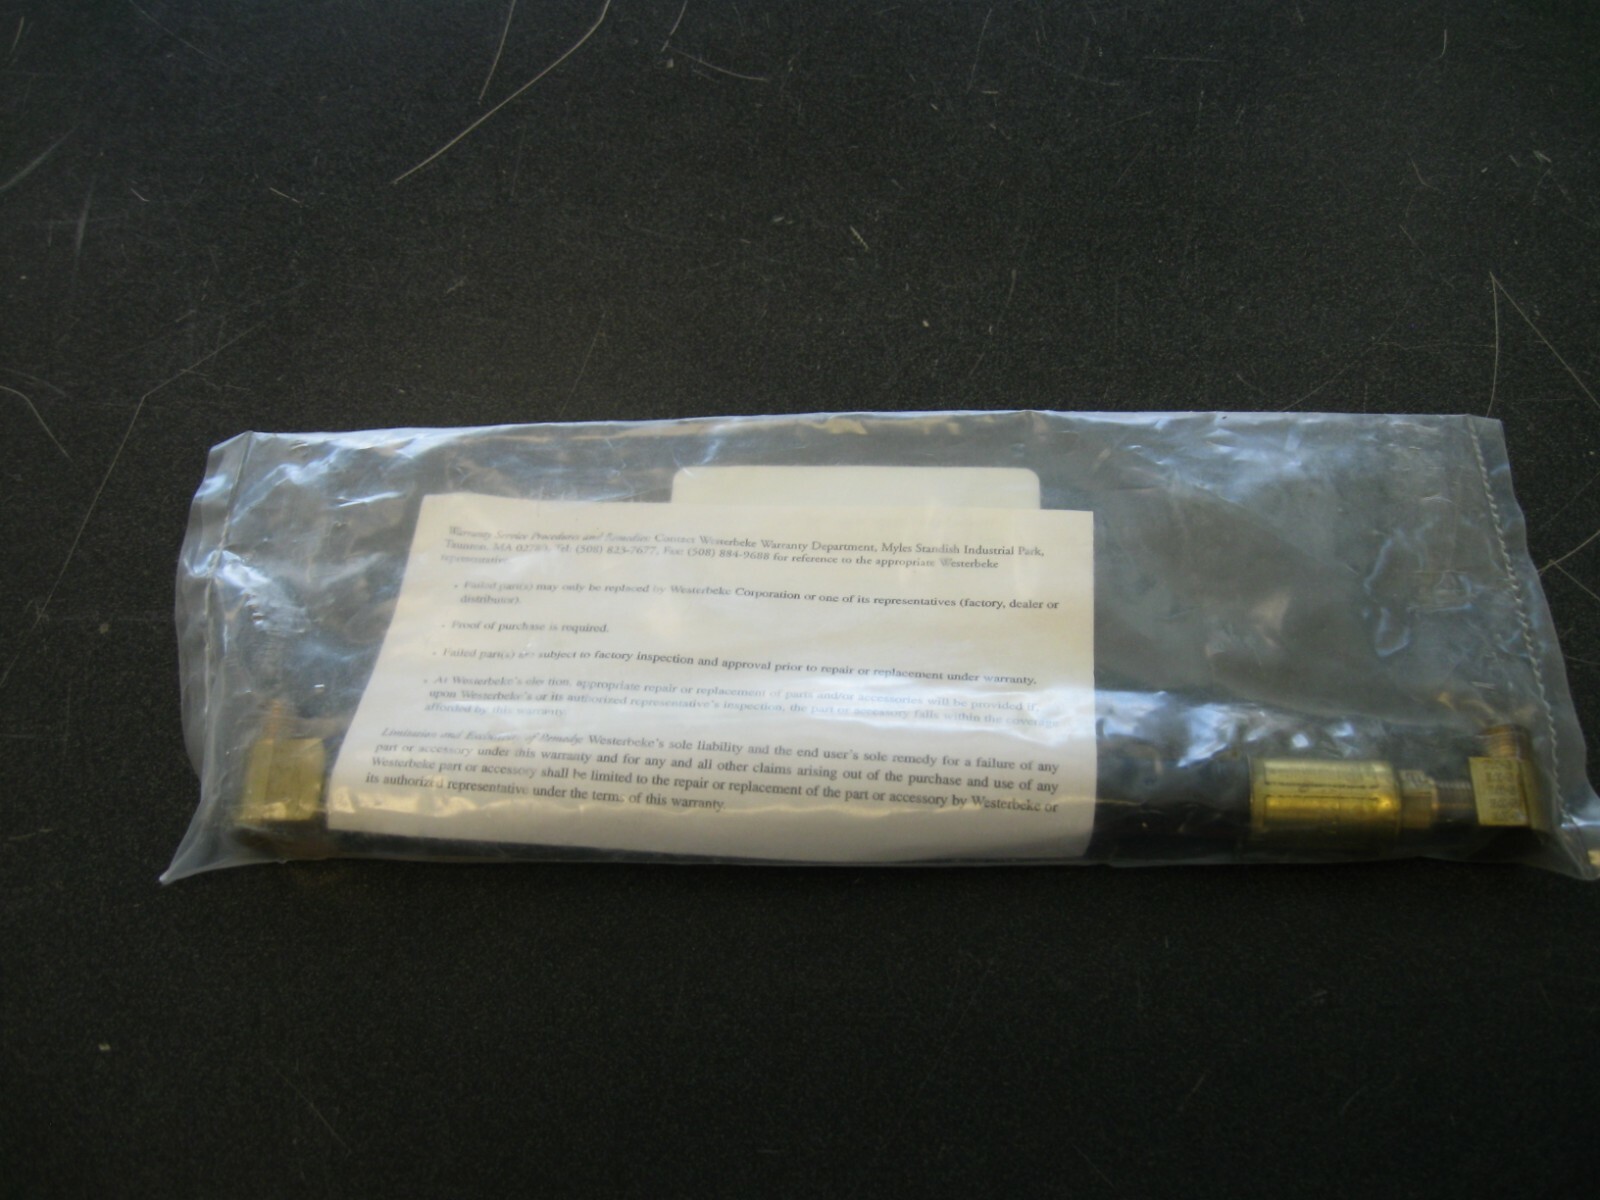 Warranty Service Procedures and Remedies: Contact Westerbeke Warranty Department, Myles Standish Industrial Park,
Taunton, MA 02780, Tel: (508) 823-7677, Fax: (508) 884-9688 for reference to the appropriate Westerbeke
representative.
• Failed part(s) may only be replaced by Westerbeke Corporation or one of its representatives (factory, dealer or
distributor).
• Proof of purchase is required.
• Failed part(s) are subject to factory inspection and approval prior to repair or replacement under warranty.
• At Westerbeke's election, appropriate repair or replacement of parts and/or accessories will be provided if,
upon Westerbeke's or its authorized representative's inspection, the part or accessory falls within the coverage
afforded by this warranty.
Limitation and Exclusivity of Remedy: Westerbeke's sole liability and the end user's sole remedy for a failure of any
part or accessory under this warranty and for any and all other claims arising out of the purchase and use of any
Westerbeke part or accessory shall be limited to the repair or replacement of the part or accessory by Westerbeke or
its authorized representative under the terms of this warranty.